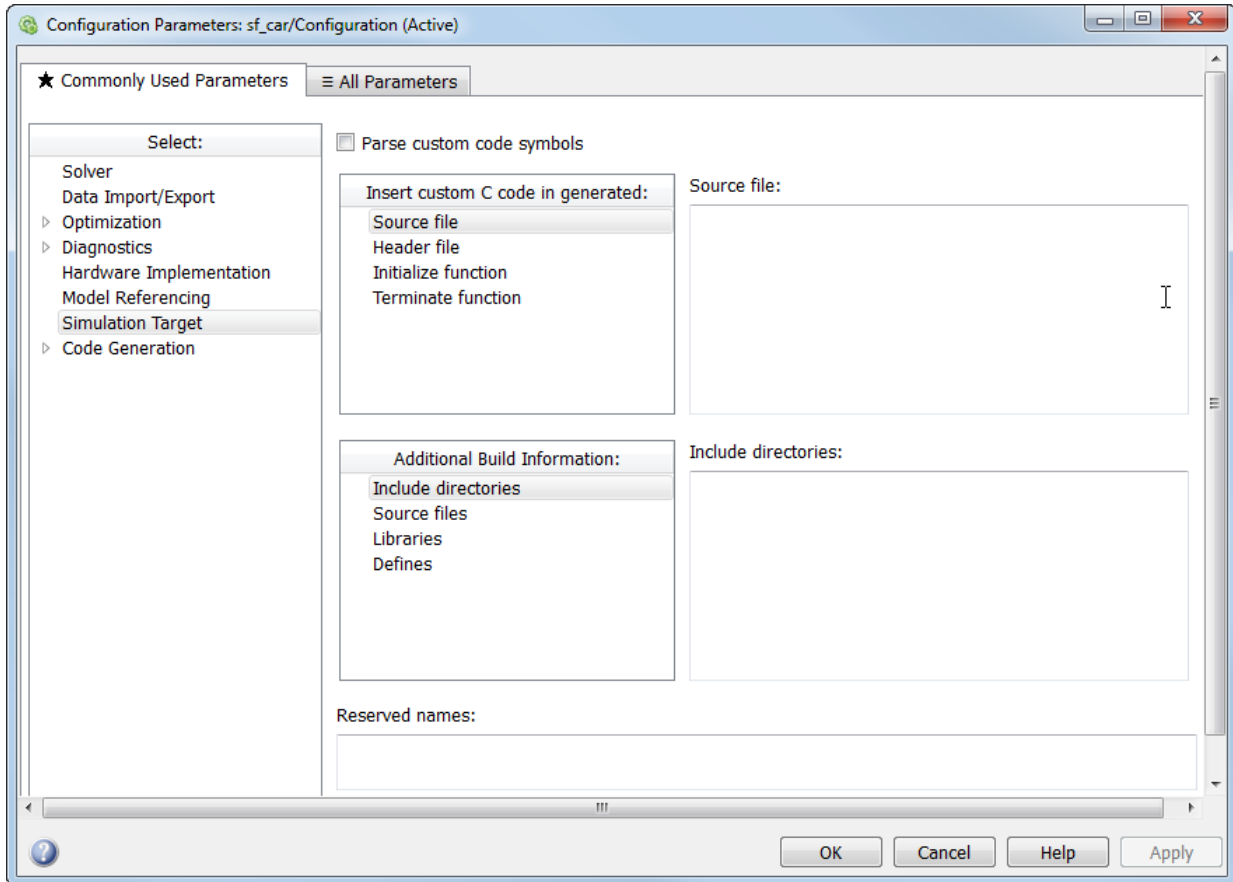 Configuration Parameters: sf_car/Configuration (Active)
★ Commonly Used Parameters
≡ All Parameters
Select:
Solver
Data Import/Export
Optimization
Diagnostics
Hardware Implementation
Model Referencing
Simulation Target
Code Generation
Parse custom code symbols
Insert custom C code in generated:
Source file
Header file
Initialize function
Terminate function
Source file:
Additional Build Information:
Include directories
Source files
Libraries
Defines
Include directories:
Reserved names:
OK
Cancel
Help
Apply